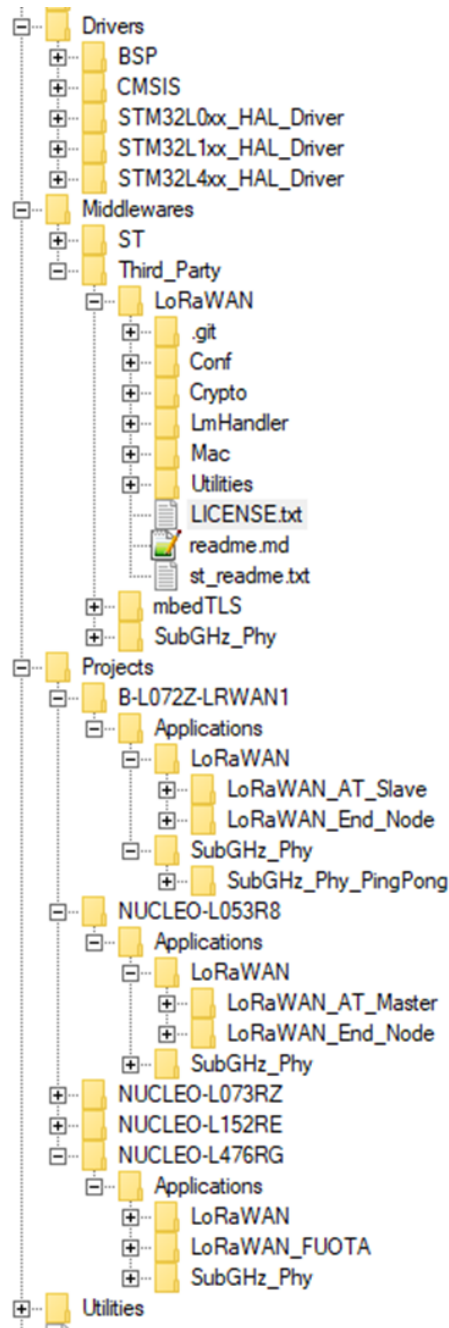 Drivers
BSP
CMSIS
STM32L0xx_HAL_Driver
STM32L1xx_HAL_Driver
STM32L4xx_HAL_Driver
Middlewares
ST
Third_Party
LoRaWAN
.git
Conf
Crypto
LmHandler
Mac
Utilities
LICENSE.txt
readme.md
st_readme.txt
mbedTLS
SubGHz_Phy
Projects
B-L072Z-LRWAN1
Applications
LoRaWAN
LoRaWAN_AT_Slave
LoRaWAN_End_Node
SubGHz_Phy
SubGHz_Phy_PingPong
NUCLEO-L053R8
Applications
LoRaWAN
LoRaWAN_AT_Master
LoRaWAN_End_Node
SubGHz_Phy
NUCLEO-L073RZ
NUCLEO-L152RE
NUCLEO-L476RG
Applications
LoRaWAN
LoRaWAN_FUOTA
SubGHz_Phy
Utilities